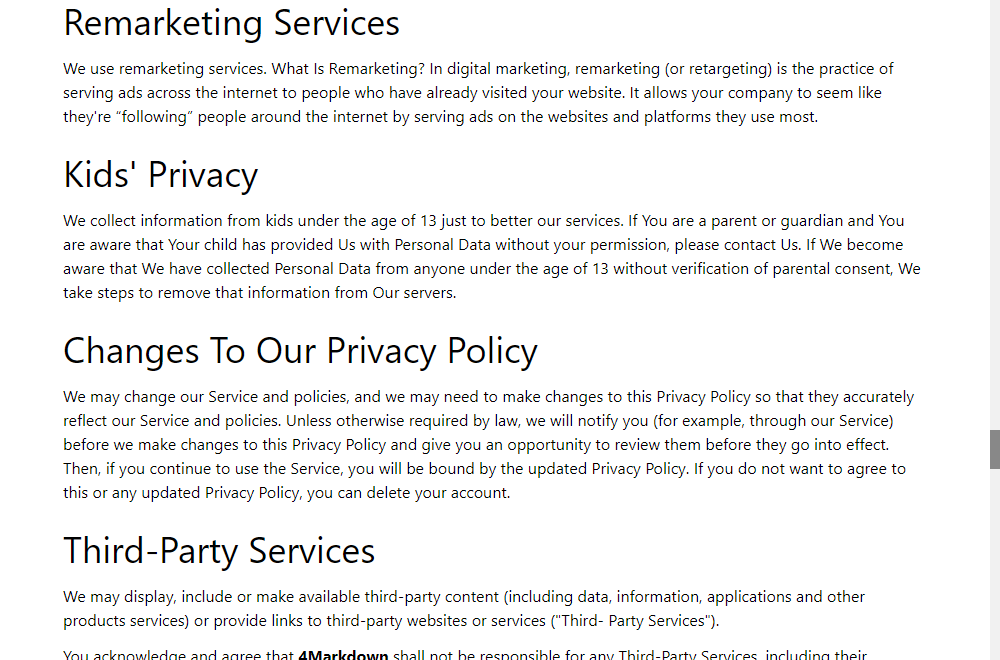 Remarketing Services
We use remarketing services. What Is Remarketing? In digital marketing, remarketing (or retargeting) is the practice of
serving ads across the internet to people who have already visited your website. It allows your company to seem like
they're “following” people around the internet by serving ads on the websites and platforms they use most.
Kids' Privacy
We collect information from kids under the age of 13 just to better our services. If You are a parent or guardian and You
are aware that Your child has provided Us with Personal Data without your permission, please contact Us. If We become
aware that We have collected Personal Data from anyone under the age of 13 without verification of parental consent, We
take steps to remove that information from Our servers.
Changes To Our Privacy Policy
We may change our Service and policies, and we may need to make changes to this Privacy Policy so that they accurately
reflect our Service and policies. Unless otherwise required by law, we will notify you (for example, through our Service)
before we make changes to this Privacy Policy and give you an opportunity to review them before they go into effect.
Then, if you continue to use the Service, you will be bound by the updated Privacy Policy. If you do not want to agree to
this or any updated Privacy Policy, you can delete your account.
Third-Party Services
We may display, include or make available third-party content (including data, information, applications and other
products services) or provide links to third-party websites or services ("Third- Party Services").
You acknowledge and agree that 4Markdown shall not be responsible for any Third-Party Services, including their